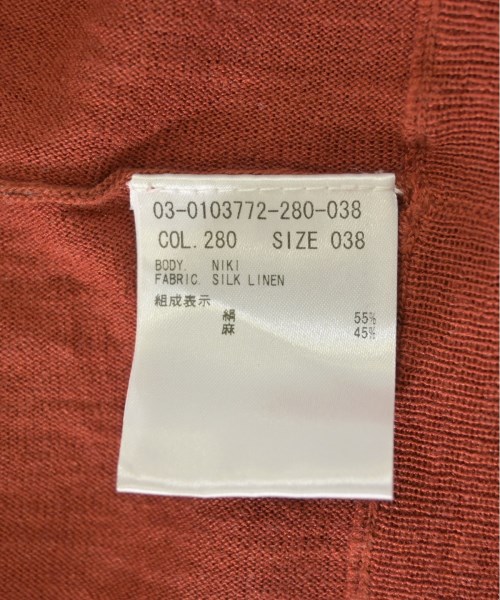 03-0103772-280-038
COL. 280 SIZE 038
BODY. NIKI
FABRIC. SILK LINEN
組成表示
絹 55%
麻 45%